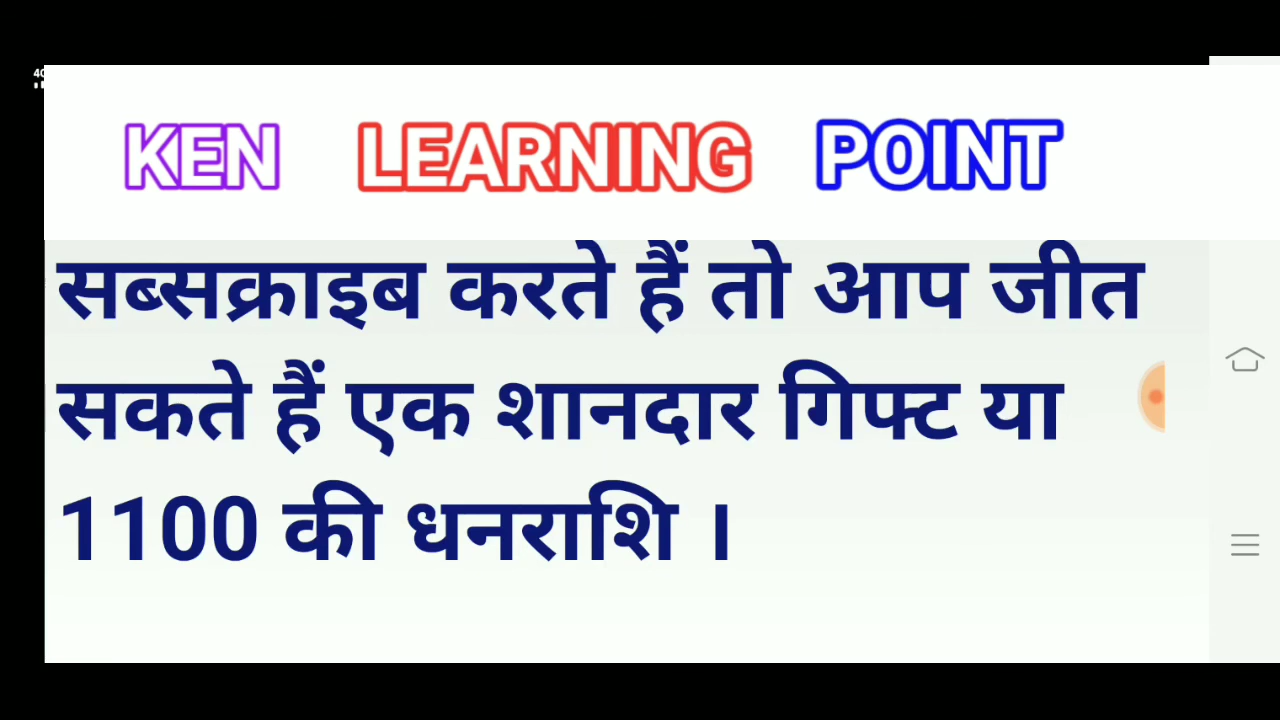 KEN LEARNING POINT
सब्सक्राइब करते हैं तो आप जीत
सकते हैं एक शानदार गिफ्ट या
1100 की धनराशि ।